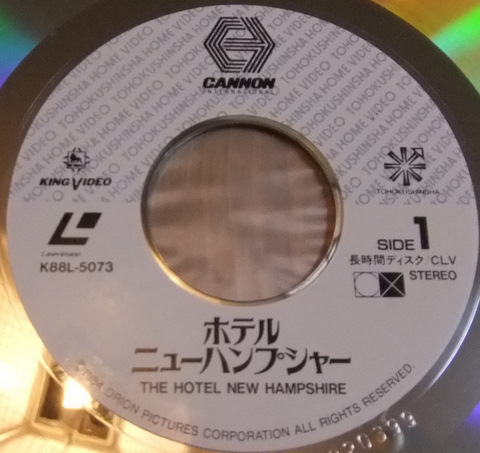 CANNON
INTERNATIONAL
TOHOKUSHINSHA HOME VIDEO
KING VIDEO
TOHOKUSHINSHA
LaserVision
K88L-5073
SIDE 1
長時間ディスク/CLV
STEREO
ホテル
ニューハンプシャー
THE HOTEL NEW HAMPSHIRE
ORION PICTURES CORPORATION ALL RIGHTS RESERVED.